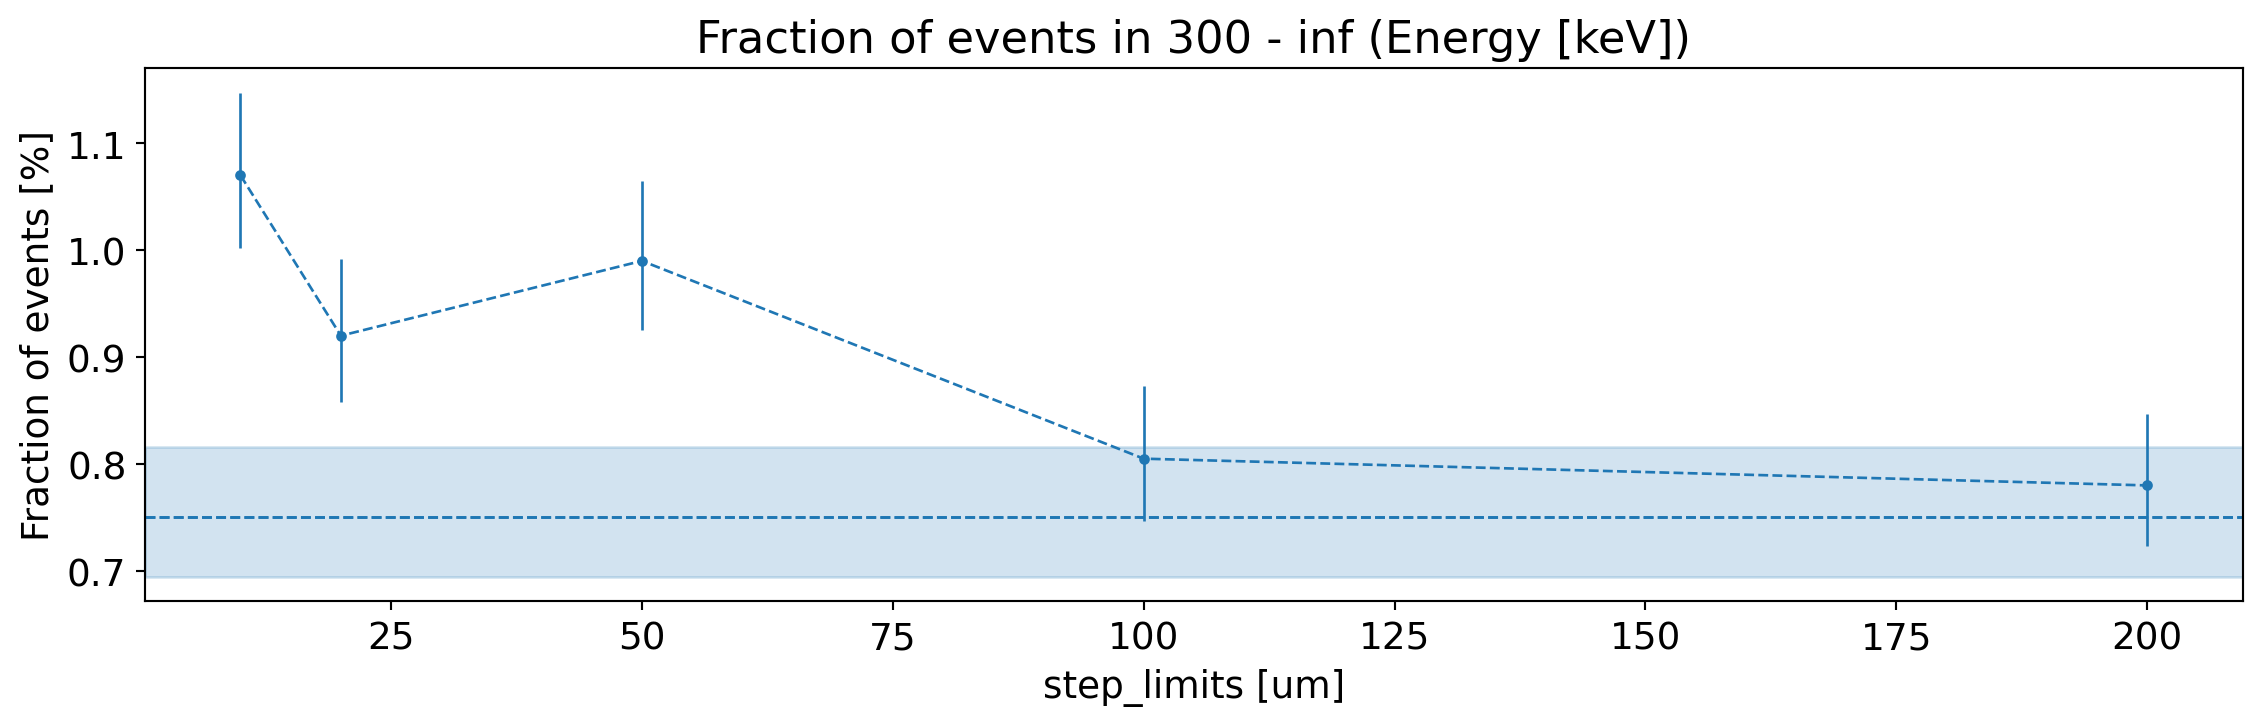 Fraction of events in 300 - inf (Energy [keV])
Fraction of events [%]
1.1
1.0
0.9
0.8
0.7
25 50 75 100 125 150 175 200
step_limits [um]